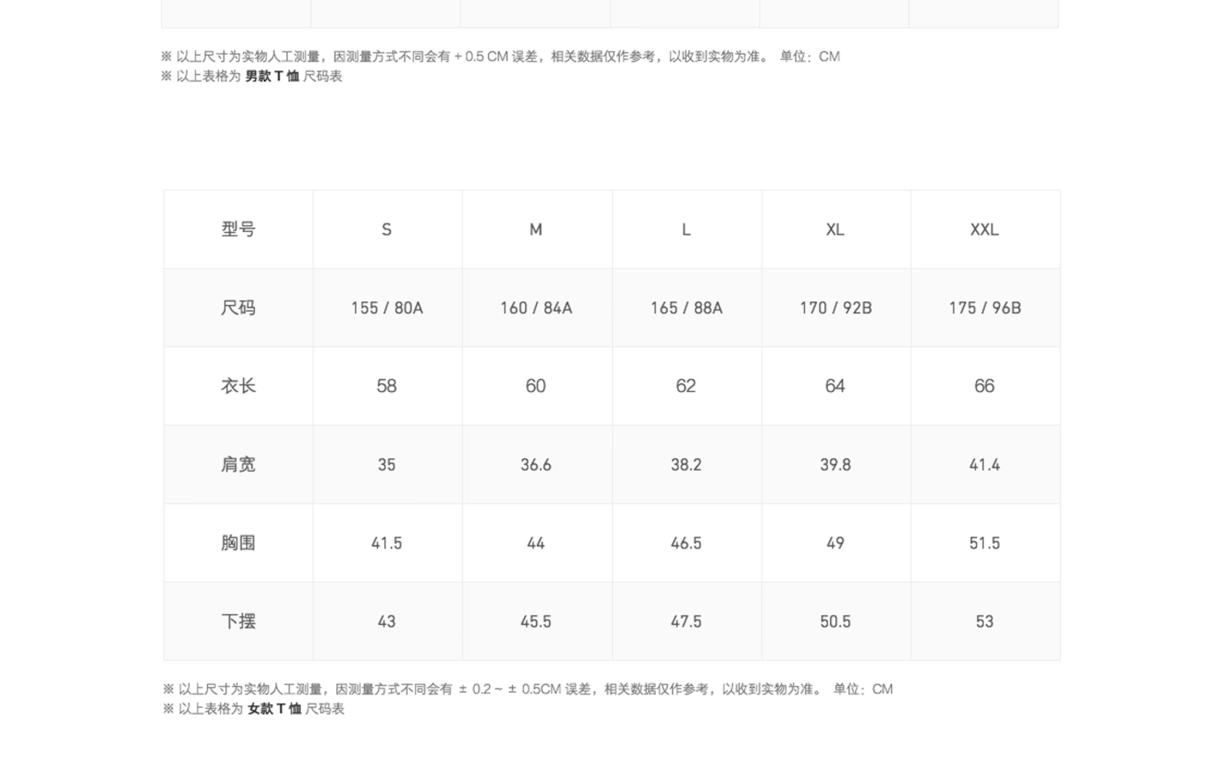 ※ 以上尺寸为实物人工测量，因测量方式不同会有 + 0.5 CM 误差，相关数据仅作参考，以收到实物为准。 单位：CM
※ 以上表格为 男款 T 恤 尺码表
型号 S M L XL XXL
尺码 155 / 80A 160 / 84A 165 / 88A 170 / 92B 175 / 96B
衣长 58 60 62 64 66
肩宽 35 36.6 38.2 39.8 41.4
胸围 41.5 44 46.5 49 51.5
下摆 43 45.5 47.5 50.5 53
※ 以上尺寸为实物人工测量，因测量方式不同会有 ± 0.2 ~ ± 0.5CM 误差，相关数据仅作参考，以收到实物为准。 单位：CM
※ 以上表格为 女款 T 恤 尺码表